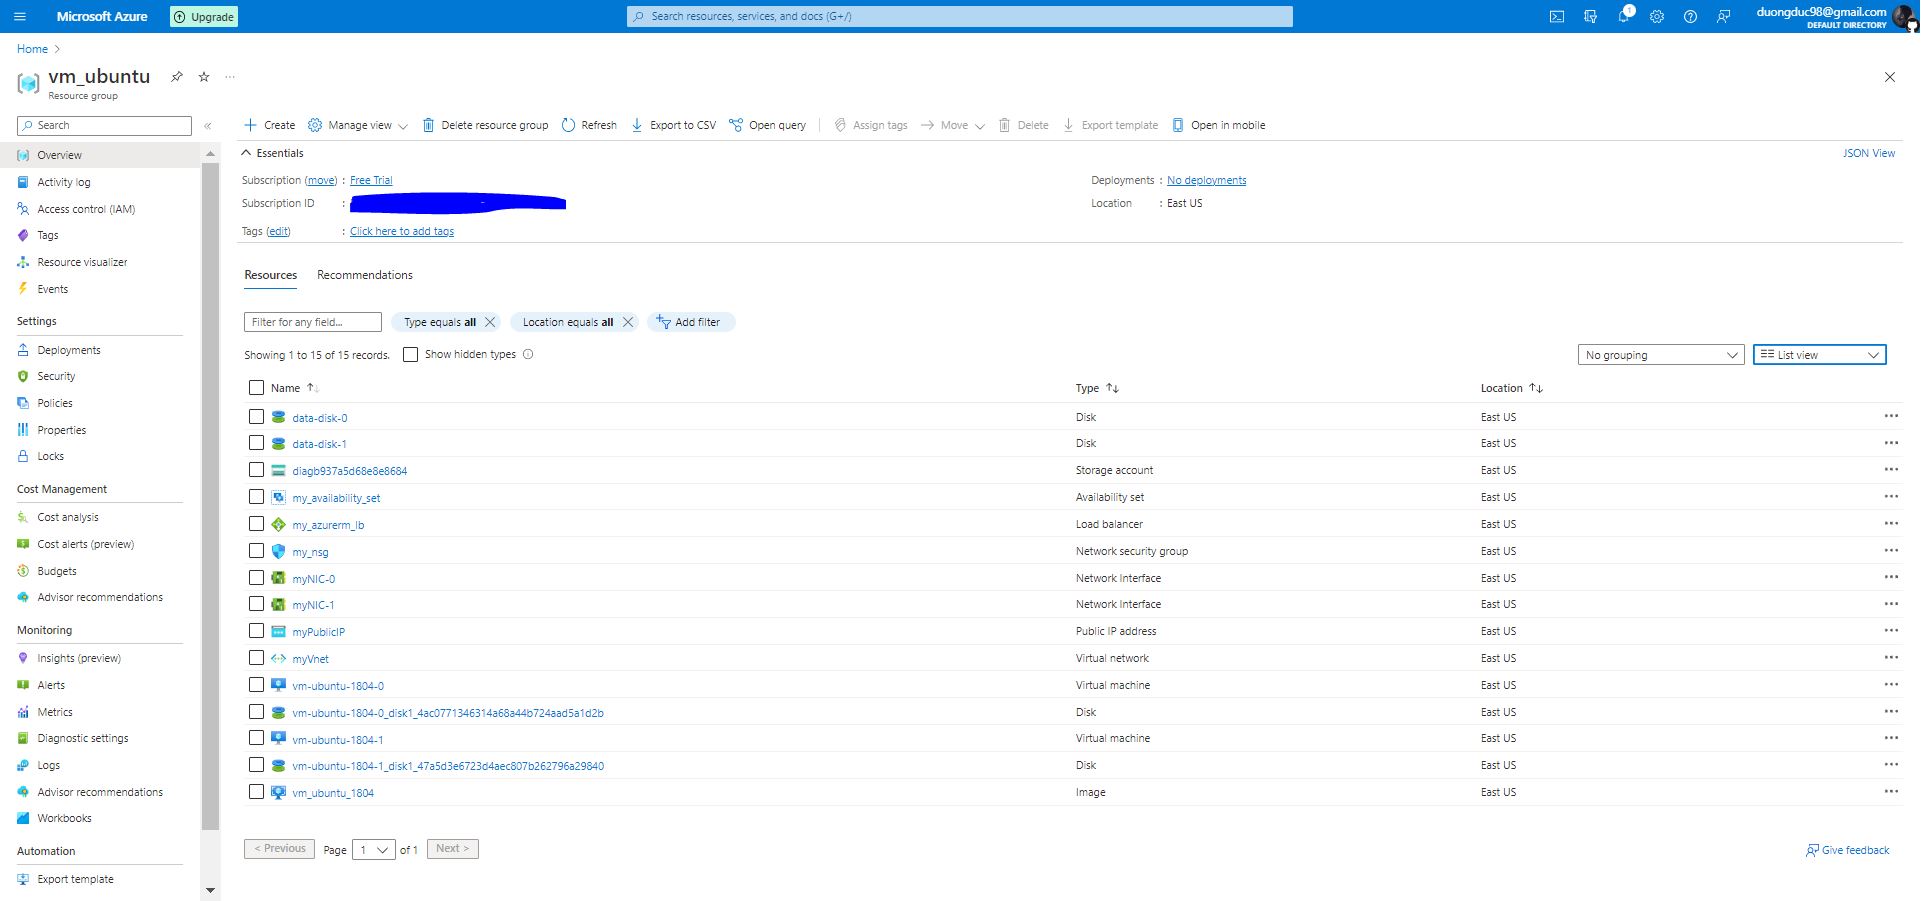 Microsoft Azure Upgrade Search resources, services, and docs (G+/) 1 duongduc98@gmail.com
DEFAULT DIRECTORY
Home
vm_ubuntu
Resource group
Search
Create Manage view Delete resource group Refresh Export to CSV Open query Assign tags Move Delete Export template Open in mobile
Overview
Activity log
Access control (IAM)
Tags
Resource visualizer
Events
Settings
Deployments
Security
Policies
Properties
Locks
Cost Management
Cost analysis
Cost alerts (preview)
Budgets
Advisor recommendations
Monitoring
Insights (preview)
Alerts
Metrics
Diagnostic settings
Logs
Advisor recommendations
Workbooks
Automation
Export template
Essentials JSON View
Subscription (move) : Free Trial
Subscription ID :
Tags (edit) : Click here to add tags
Deployments : No deployments
Location : East US
Resources Recommendations
Filter for any field... Type equals all Location equals all Add filter
Showing 1 to 15 of 15 records. Show hidden types No grouping List view
Name Type Location
data-disk-0 Disk East US
data-disk-1 Disk East US
diagb937a5d68e8e8684 Storage account East US
my_availability_set Availability set East US
my_azurerm_lb Load balancer East US
my_nsg Network security group East US
myNIC-0 Network Interface East US
myNIC-1 Network Interface East US
myPublicIP Public IP address East US
myVnet Virtual network East US
vm-ubuntu-1804-0 Virtual machine East US
vm-ubuntu-1804-0_disk1_4ac0771346314a68a44b724aad5a1d2b Disk East US
vm-ubuntu-1804-1 Virtual machine East US
vm-ubuntu-1804-1_disk1_47a5d3e6723d4aec807b262796a29840 Disk East US
vm_ubuntu_1804 Image East US
< Previous Page 1 of 1 Next >
Give feedback